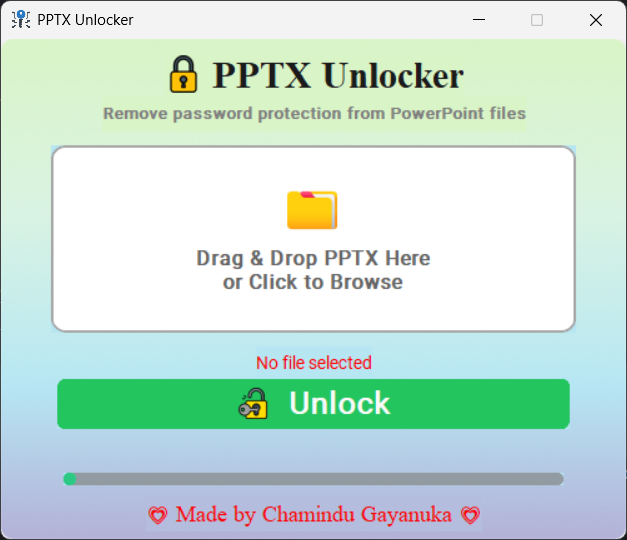 PPTX Unlocker
PPTX Unlocker
Remove password protection from PowerPoint files
Drag & Drop PPTX Here
or Click to Browse
No file selected
Unlock
Made by Chamindu Gayanuka